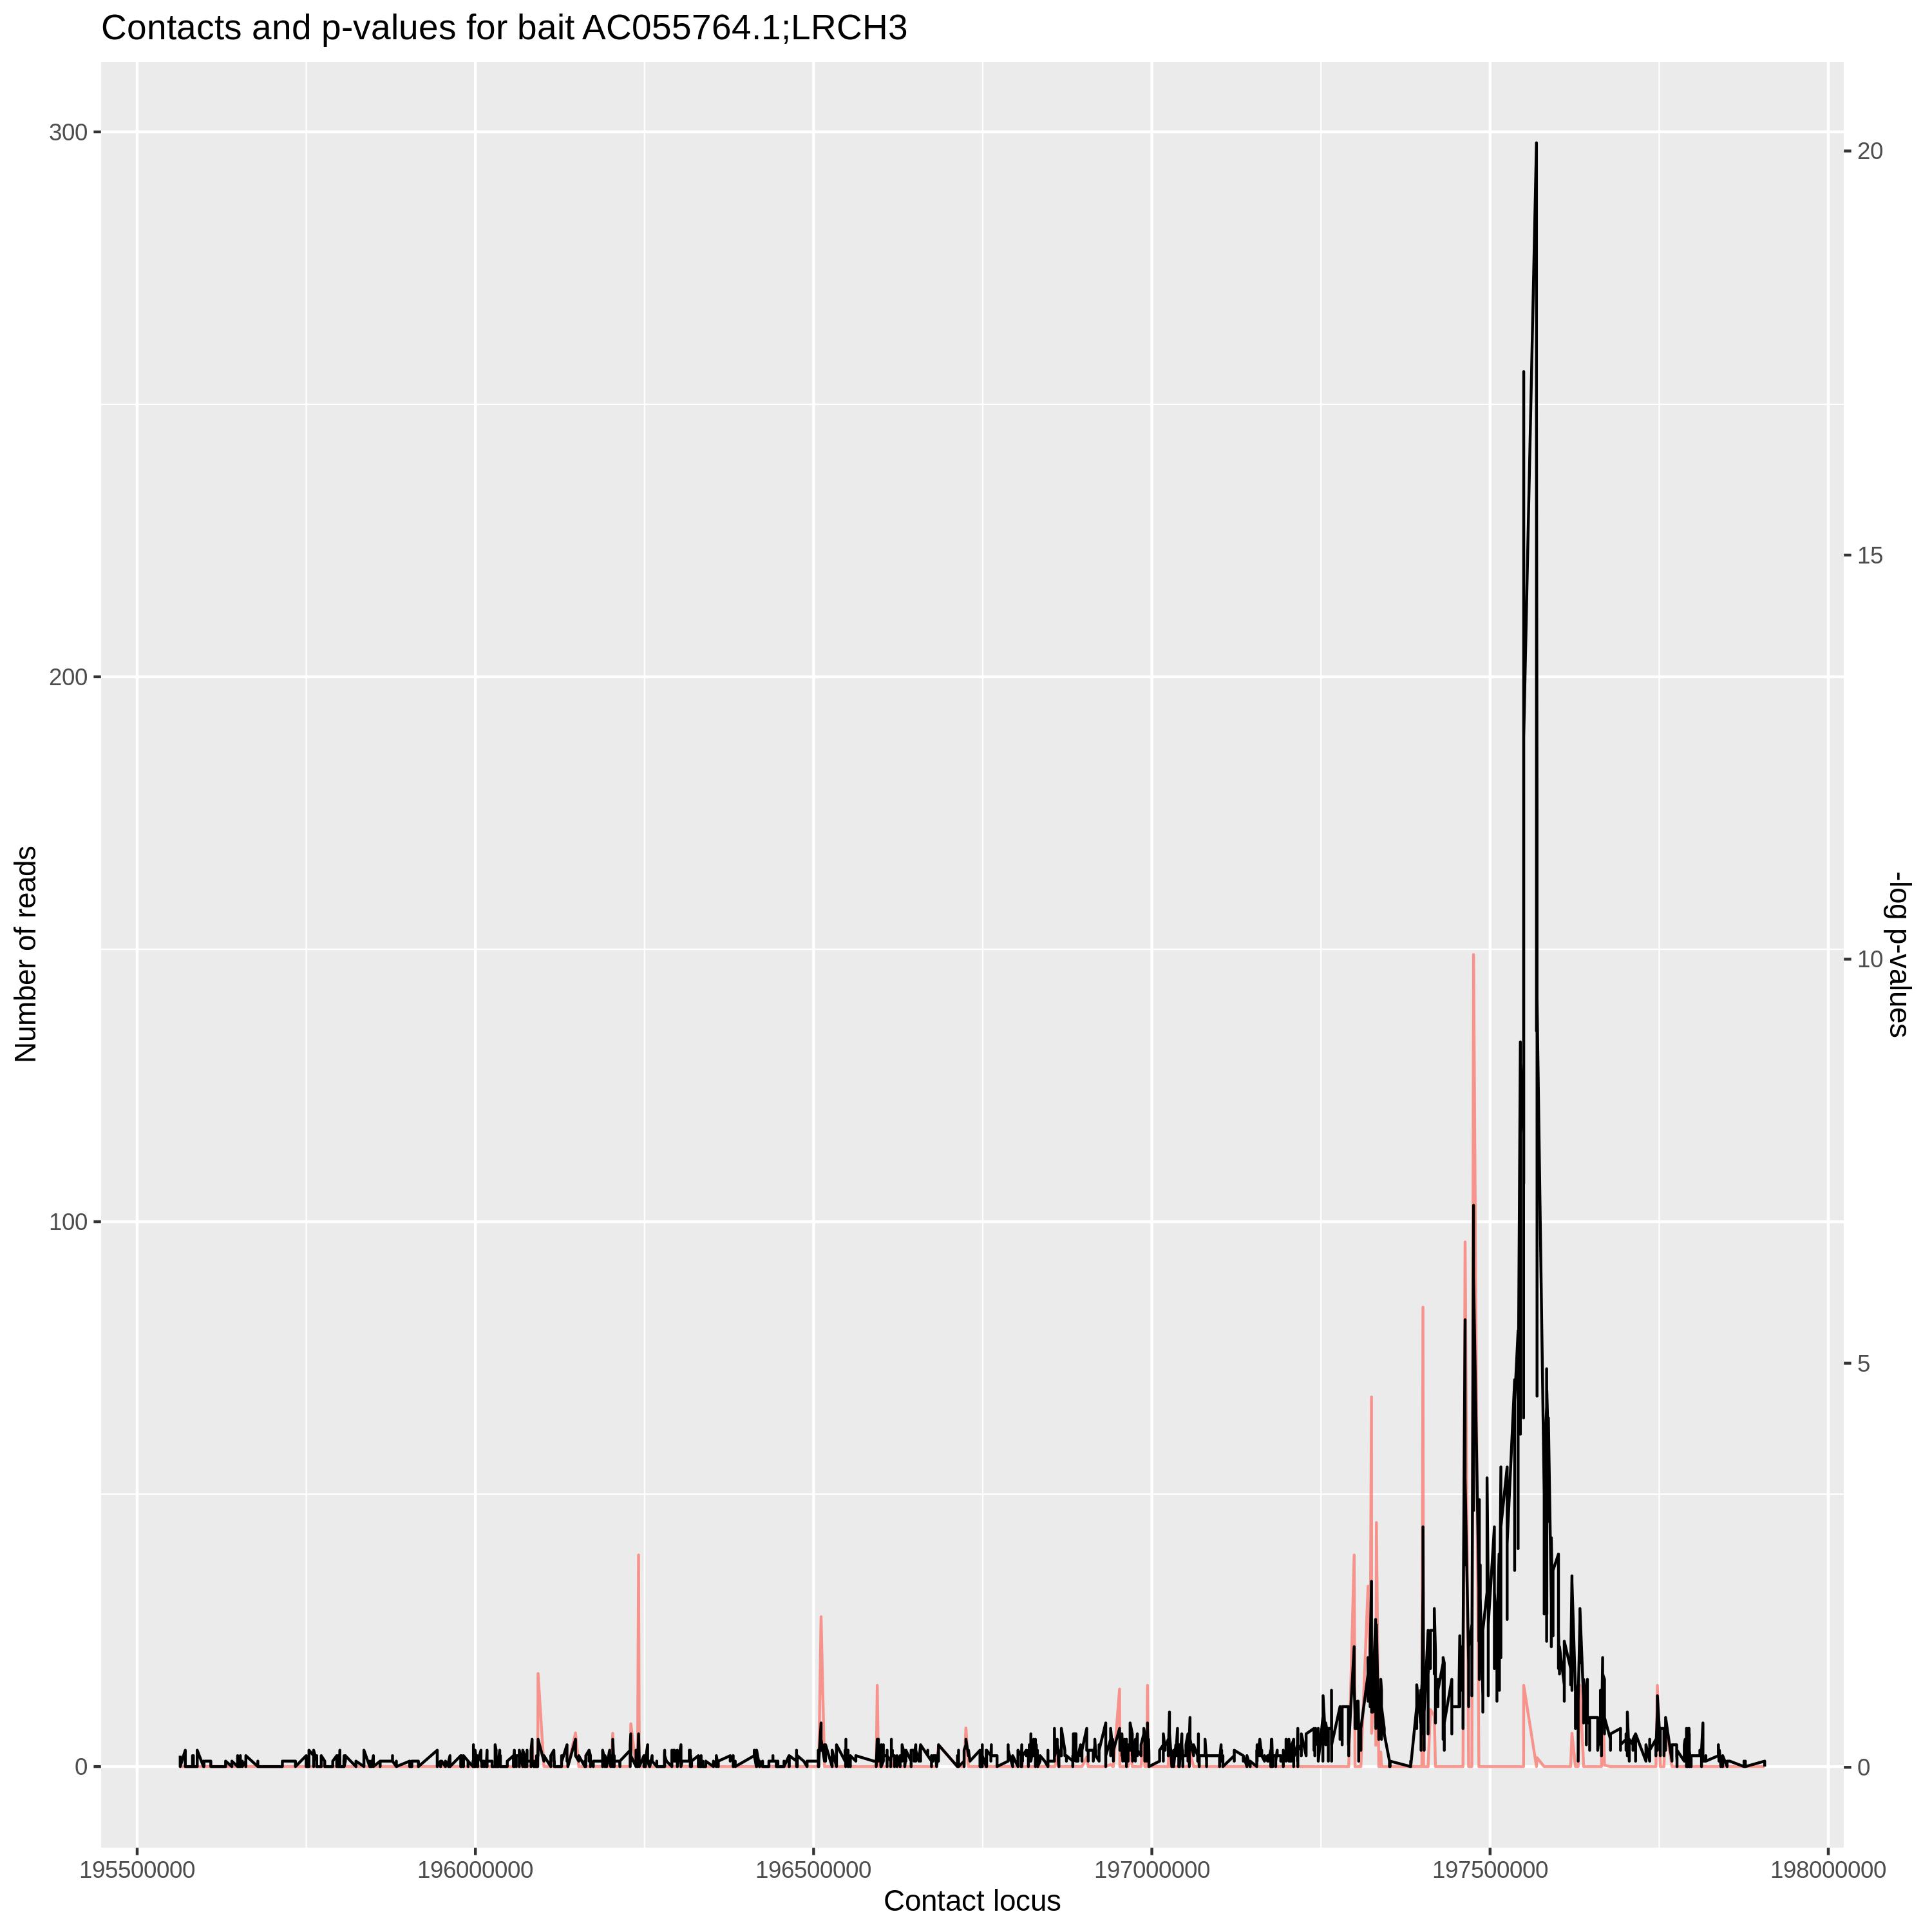 Contacts and p-values for bait AC055764.1;LRCH3
300
200
100
0
Number of reads
20
15
10
5
0
-log p-values
195500000 196000000 196500000 197000000 197500000 198000000
Contact locus